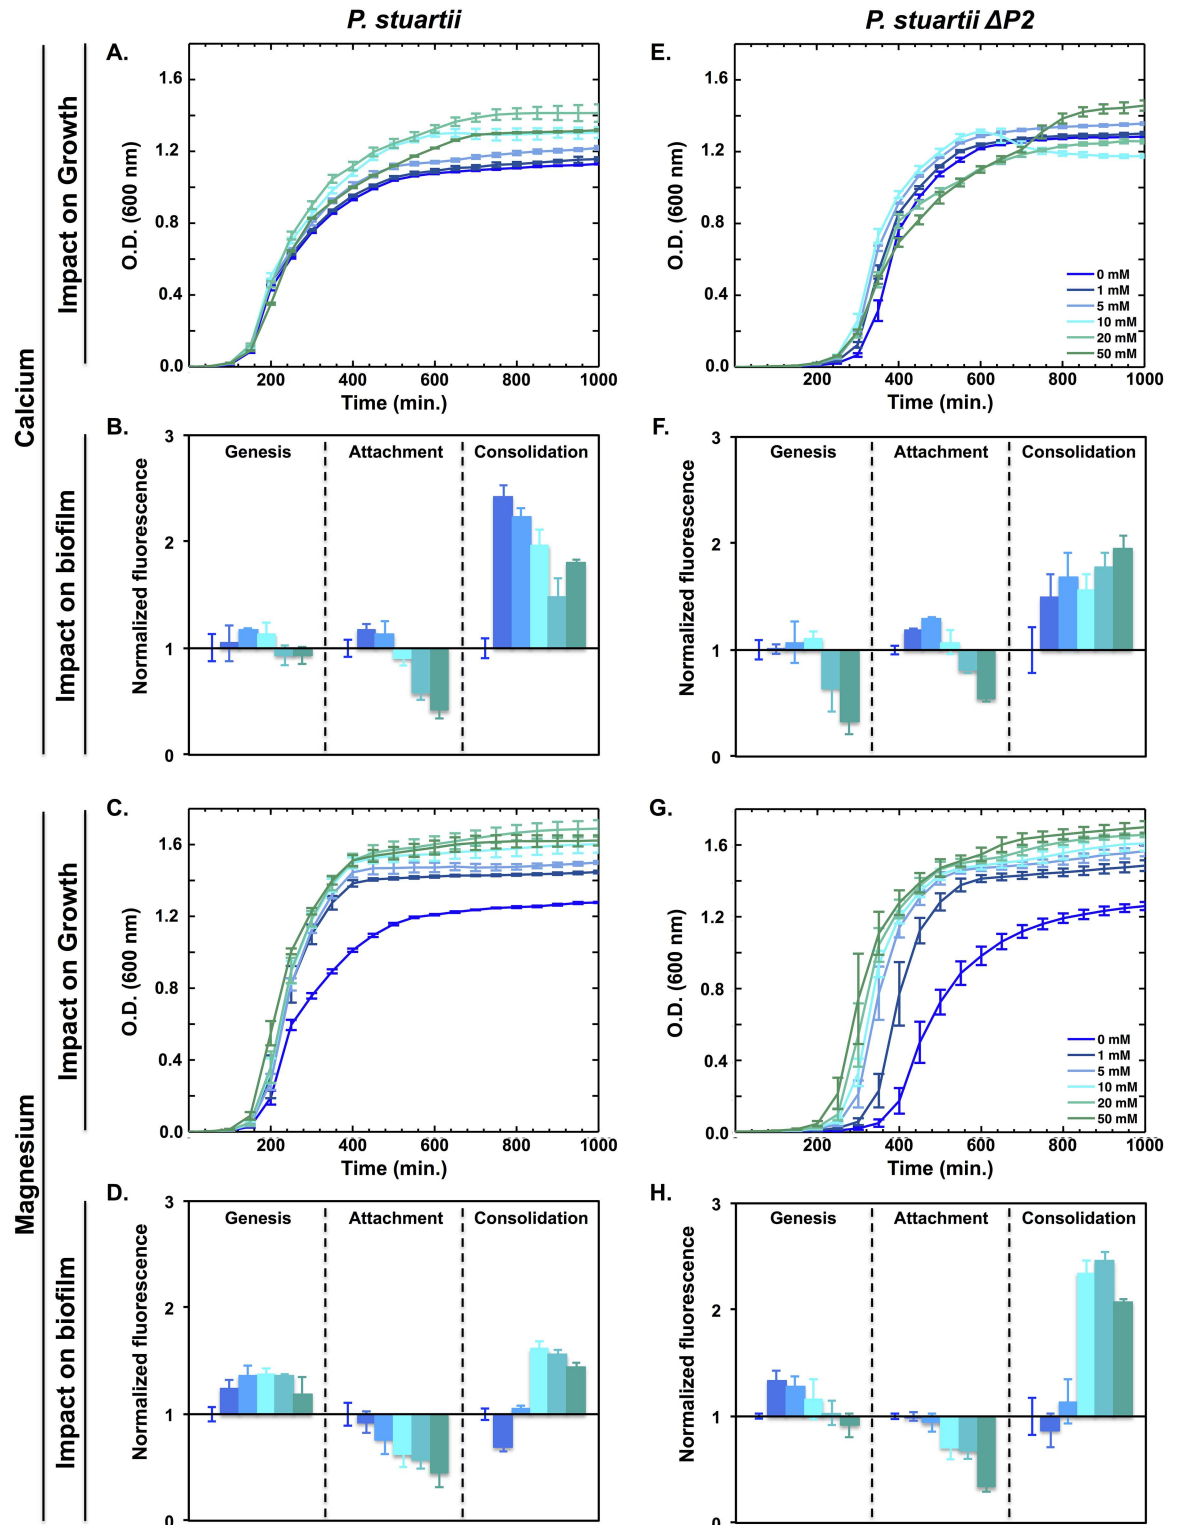 P. stuartii
P. stuartii ΔP2
Calcium
Impact on Growth
A.
O.D. (600 nm)
1.6
1.2
0.8
0.4
0.0
200 400 600 800 1000
Time (min.)
E.
O.D. (600 nm)
1.6
1.2
0.8
0.4
0.0
0 mM
1 mM
5 mM
10 mM
20 mM
50 mM
200 400 600 800 1000
Time (min.)
Impact on biofilm
B.
Normalized fluorescence
3
2
1
0
Genesis Attachment Consolidation
F.
Normalized fluorescence
3
2
1
0
Genesis Attachment Consolidation
Magnesium
Impact on Growth
C.
O.D. (600 nm)
1.6
1.2
0.8
0.4
0.0
200 400 600 800 1000
Time (min.)
G.
O.D. (600 nm)
1.6
1.2
0.8
0.4
0.0
0 mM
1 mM
5 mM
10 mM
20 mM
50 mM
200 400 600 800 1000
Time (min.)
Impact on biofilm
D.
Normalized fluorescence
3
2
1
0
Genesis Attachment Consolidation
H.
Normalized fluorescence
3
2
1
0
Genesis Attachment Consolidation